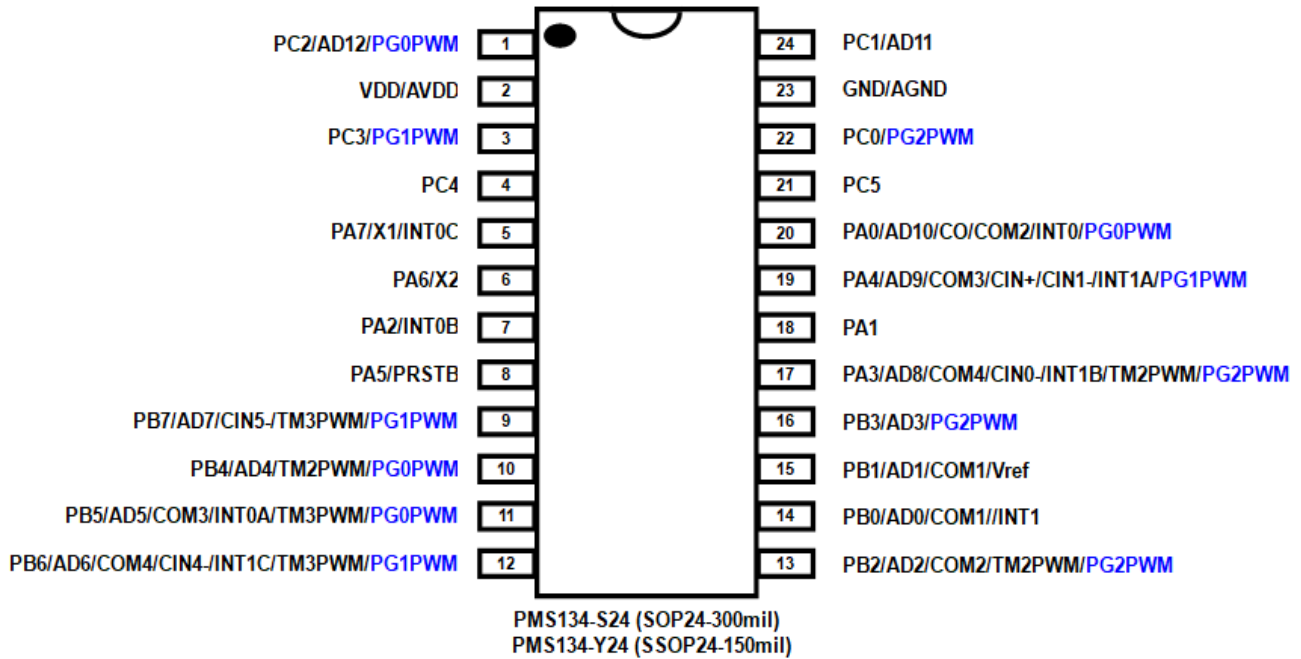 PC2/AD12/PG0PWM 1 24 PC1/AD11
VDD/AVDD 2 23 GND/AGND
PC3/PG1PWM 3 22 PC0/PG2PWM
PC4 4 21 PC5
PA7/X1/INT0C 5 20 PA0/AD10/CO/COM2/INT0/PG0PWM
PA6/X2 6 19 PA4/AD9/COM3/CIN+/CIN1-/INT1A/PG1PWM
PA2/INT0B 7 18 PA1
PA5/PRSTB 8 17 PA3/AD8/COM4/CIN0-/INT1B/TM2PWM/PG2PWM
PB7/AD7/CIN5-/TM3PWM/PG1PWM 9 16 PB3/AD3/PG2PWM
PB4/AD4/TM2PWM/PG0PWM 10 15 PB1/AD1/COM1/Vref
PB5/AD5/COM3/INT0A/TM3PWM/PG0PWM 11 14 PB0/AD0/COM1//INT1
PB6/AD6/COM4/CIN4-/INT1C/TM3PWM/PG1PWM 12 13 PB2/AD2/COM2/TM2PWM/PG2PWM
PMS134-S24 (SOP24-300mil)
PMS134-Y24 (SSOP24-150mil)